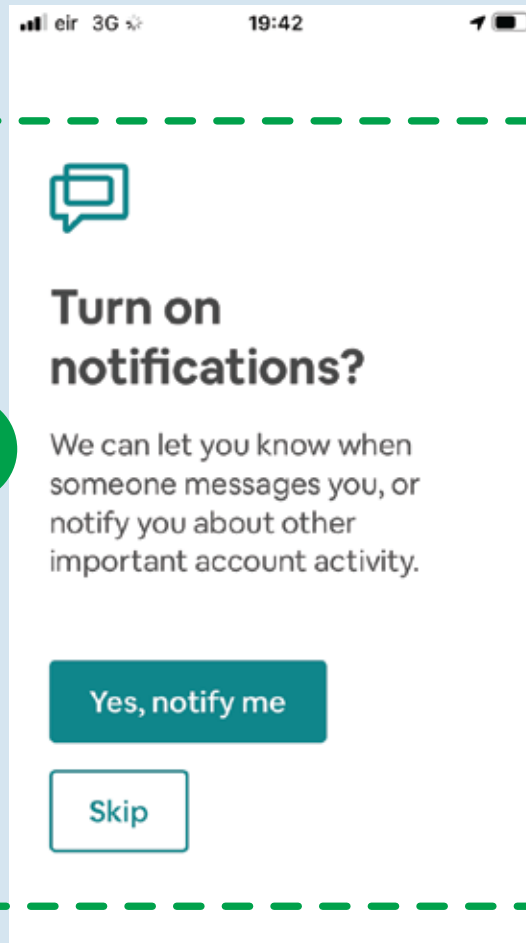 eir 3G 19:42
Turn on
notifications?
We can let you know when
someone messages you, or
notify you about other
important account activity.
Yes, notify me
Skip